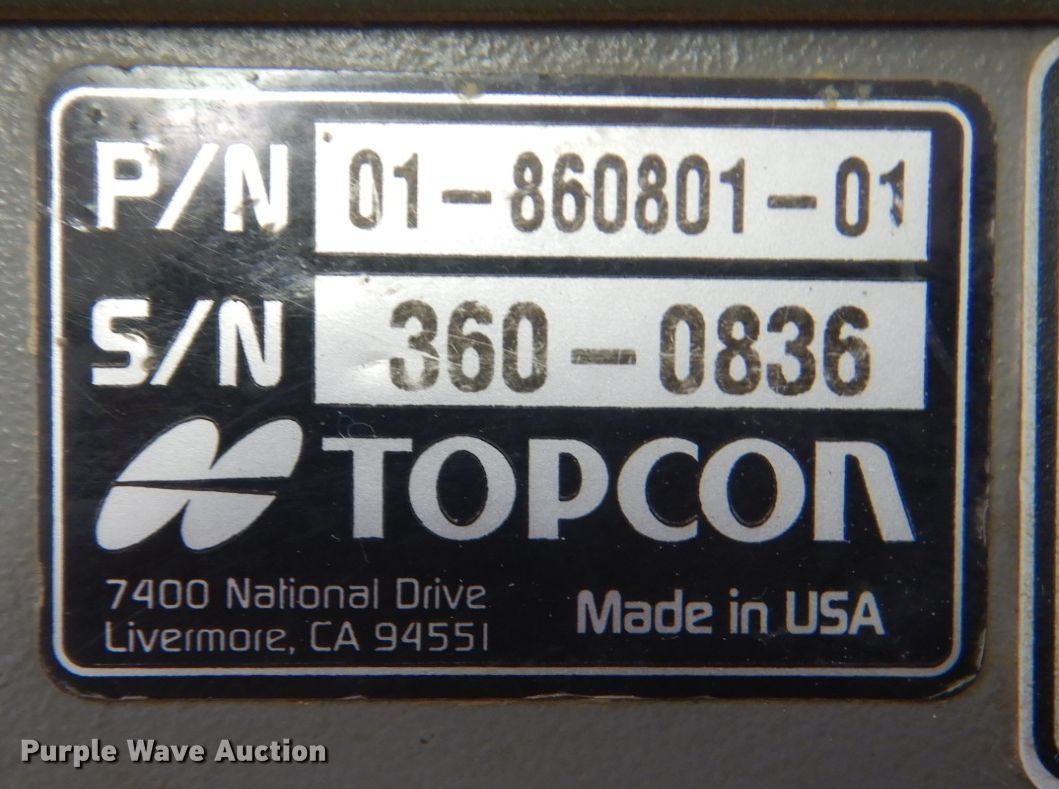 P/N 01-860801-01
S/N 360-0836
TOPCON
7400 National Drive
Livermore, CA 94551
Made in USA
Purple Wave Auction